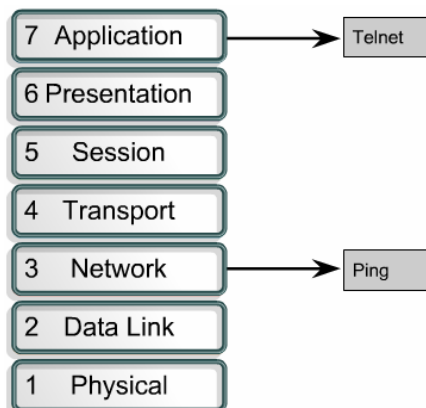 7 Application
Telnet
6 Presentation
5 Session
4 Transport
3 Network
Ping
2 Data Link
1 Physical